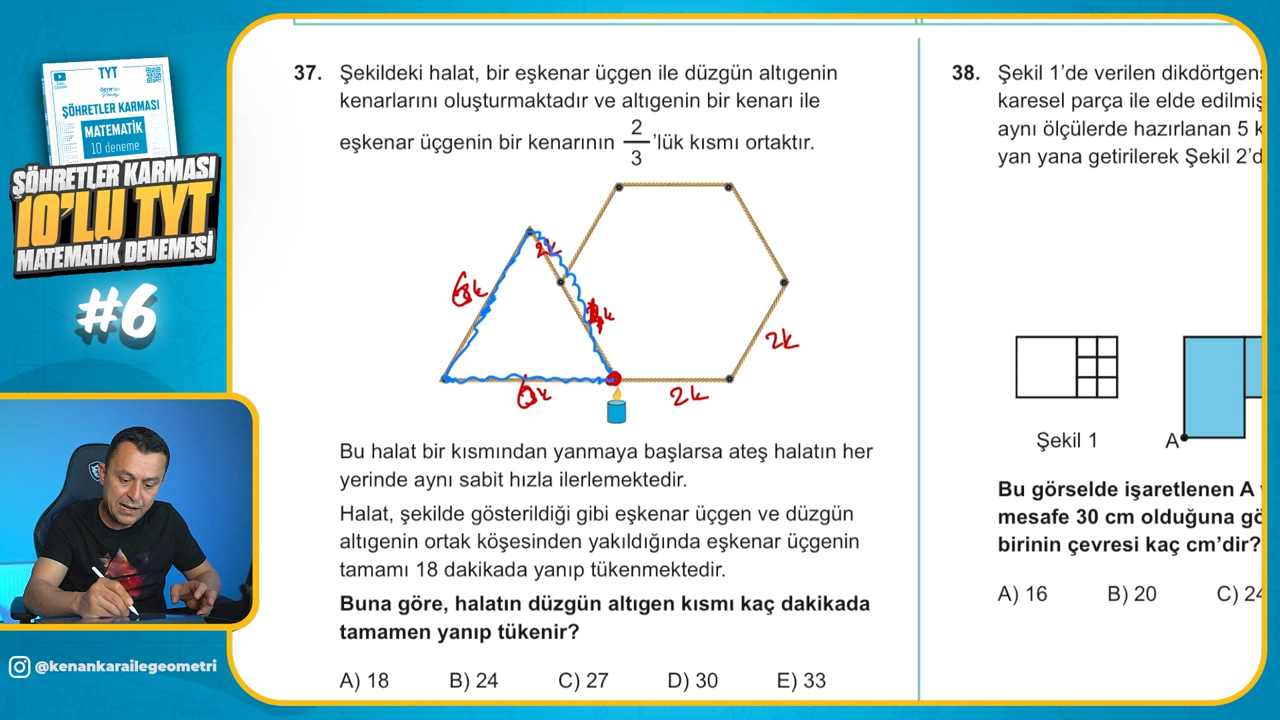 TYT
ŞÖHRETLER KARMASI
MATEMATİK
10 deneme
ŞÖHRETLER KARMASI
10'LU TYT
MATEMATİK DENEMESİ
#6
@kenankarailegeometri
37. Şekildeki halat, bir eşkenar üçgen ile düzgün altıgenin
kenarlarını oluşturmaktadır ve altıgenin bir kenarı ile
eşkenar üçgenin bir kenarının 2/3 'lük kısmı ortaktır.
2k
6k
k
2k
6k
2k
Bu halat bir kısmından yanmaya başlarsa ateş halatın her
yerinde aynı sabit hızla ilerlemektedir.
Halat, şekilde gösterildiği gibi eşkenar üçgen ve düzgün
altıgenin ortak köşesinden yakıldığında eşkenar üçgenin
tamamı 18 dakikada yanıp tükenmektedir.
Buna göre, halatın düzgün altıgen kısmı kaç dakikada
tamamen yanıp tükenir?
A) 18 B) 24 C) 27 D) 30 E) 33
38. Şekil 1'de verilen dikdörtgens
karesel parça ile elde edilmiş
aynı ölçülerde hazırlanan 5 k
yan yana getirilerek Şekil 2'd
Şekil 1
A
Bu görselde işaretlenen A
mesafe 30 cm olduğuna gö
birinin çevresi kaç cm'dir?
A) 16 B) 20 C) 24